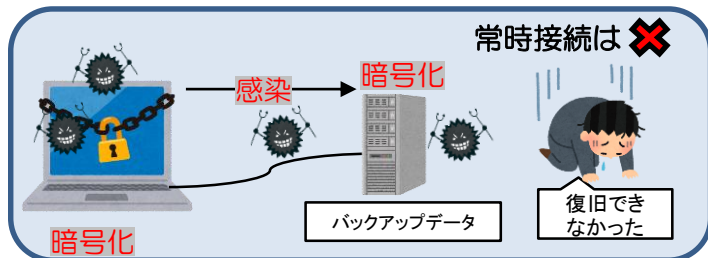 常時接続は
感染
暗号化
バックアップデータ
復旧でき
なかった
暗号化